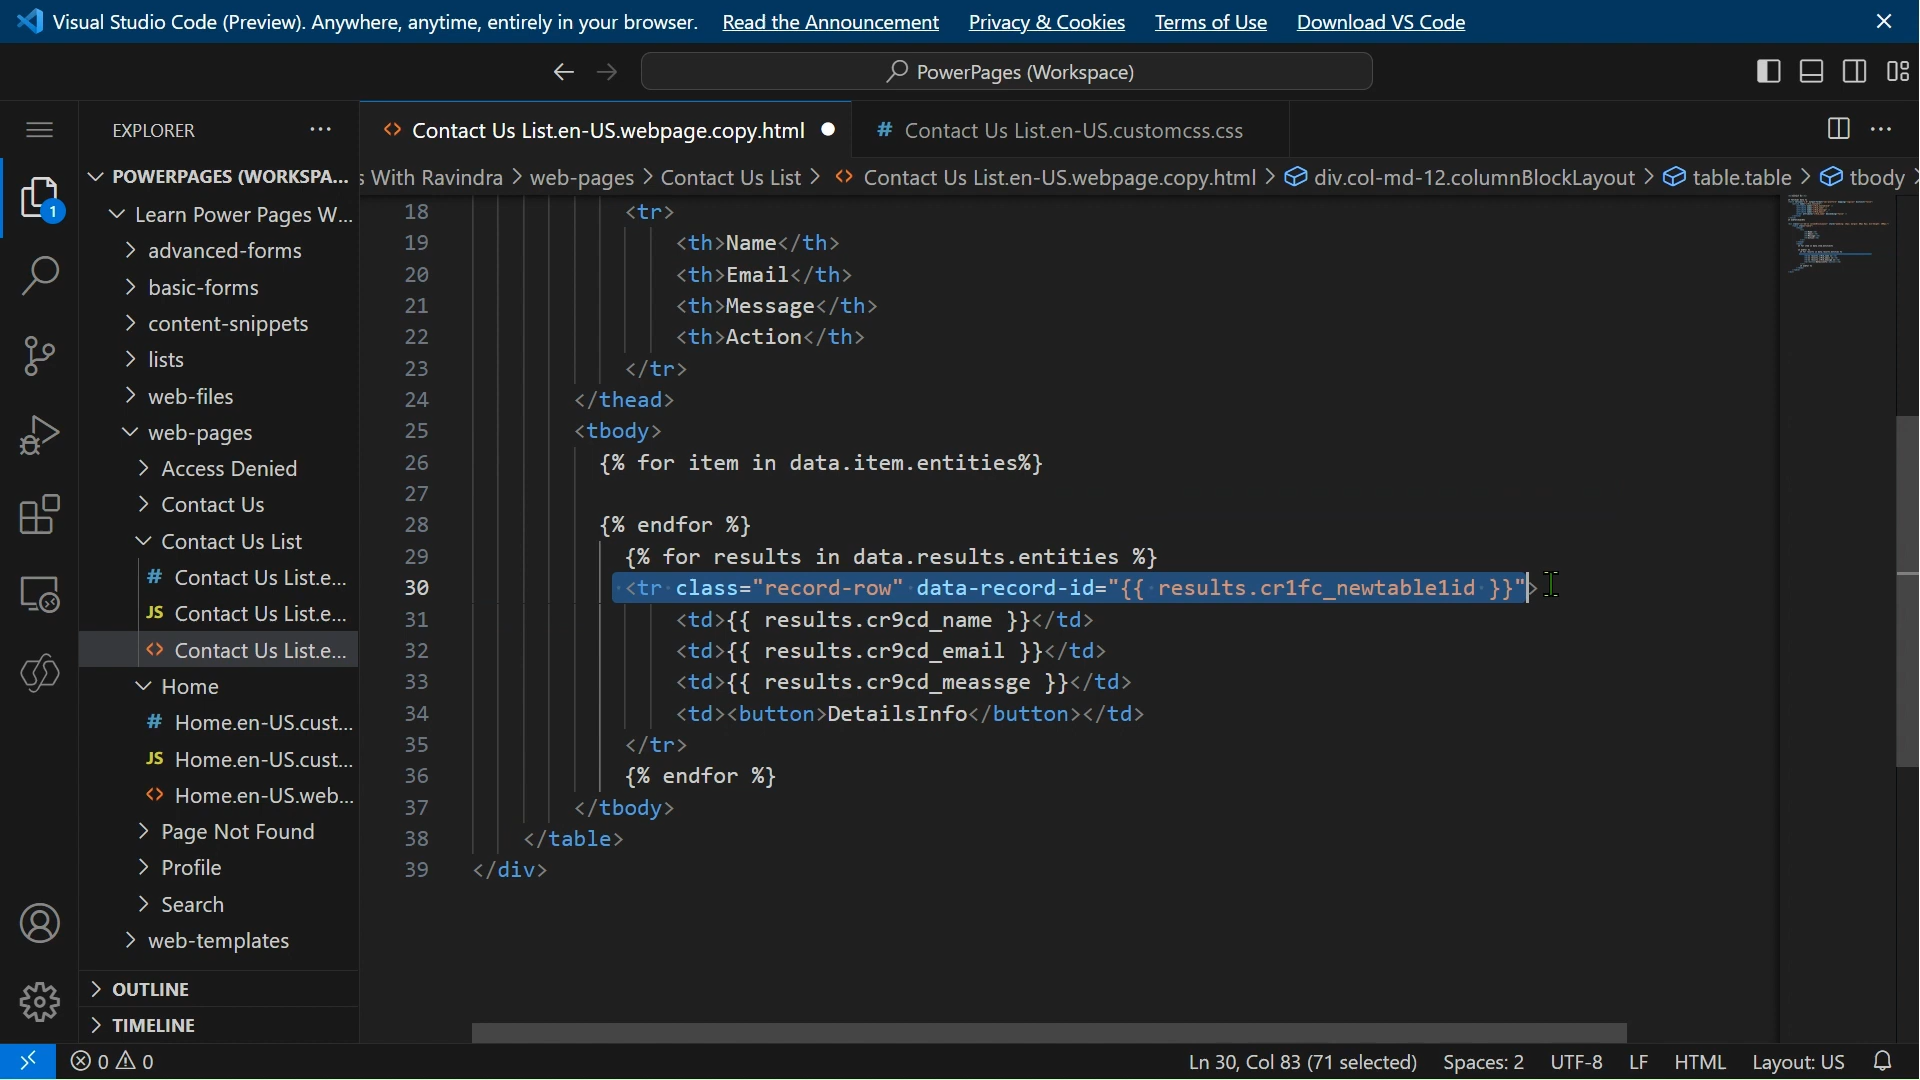 Visual Studio Code (Preview). Anywhere, anytime, entirely in your browser. Read the Announcement Privacy & Cookies Terms of Use Download VS Code
PowerPages (Workspace)
EXPLORER
Contact Us List.en-US.webpage.copy.html
Contact Us List.en-US.customcss.css
POWERPAGES (WORKSPA...
s With Ravindra > web-pages > Contact Us List > Contact Us List.en-US.webpage.copy.html > div.col-md-12.columnBlockLayout > table.table > tbody >
Learn Power Pages W...
advanced-forms
basic-forms
content-snippets
lists
web-files
web-pages
Access Denied
Contact Us
Contact Us List
# Contact Us List.e...
JS Contact Us List.e...
<> Contact Us List.e...
Home
# Home.en-US.cust...
JS Home.en-US.cust...
<> Home.en-US.web...
Page Not Found
Profile
Search
web-templates
OUTLINE
TIMELINE
1
18 <tr>
19 <th>Name</th>
20 <th>Email</th>
21 <th>Message</th>
22 <th>Action</th>
23 </tr>
24 </thead>
25 <tbody>
26 {% for item in data.item.entities%}
27
28 {% endfor %}
29 {% for results in data.results.entities %}
30 <tr class="record-row" data-record-id="{{ results.cr1fc_newtable1id }}">
31 <td>{{ results.cr9cd_name }}</td>
32 <td>{{ results.cr9cd_email }}</td>
33 <td>{{ results.cr9cd_meassge }}</td>
34 <td><button>DetailsInfo</button></td>
35 </tr>
36 {% endfor %}
37 </tbody>
38 </table>
39 </div>
0 0
Ln 30, Col 83 (71 selected) Spaces: 2 UTF-8 LF HTML Layout: US